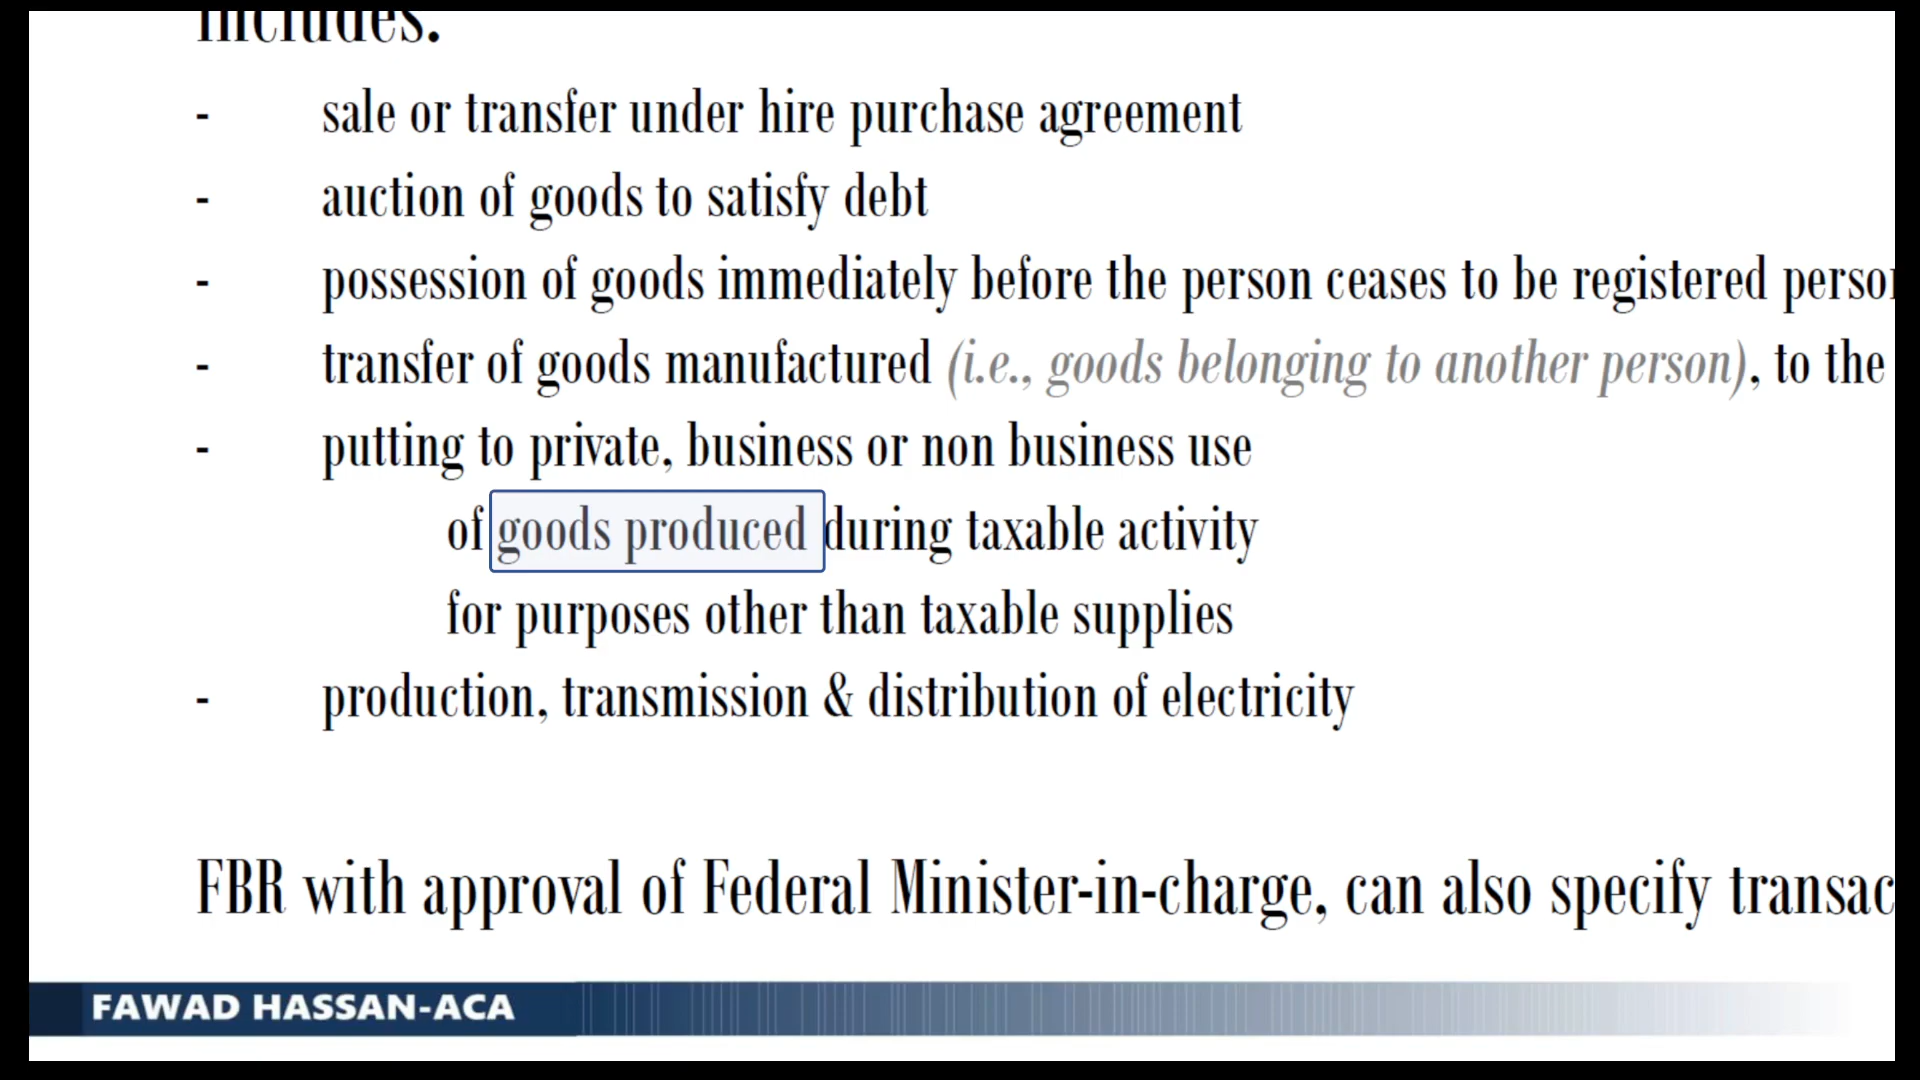 includes.
- sale or transfer under hire purchase agreement
- auction of goods to satisfy debt
- possession of goods immediately before the person ceases to be registered
- transfer of goods manufactured (i.e., goods belonging to another person), to the
- putting to private, business or non business use
of goods produced during taxable activity
for purposes other than taxable supplies
- production, transmission & distribution of electricity
FBR with approval of Federal Minister-in-charge, can also specify
FAWAD HASSAN-ACA